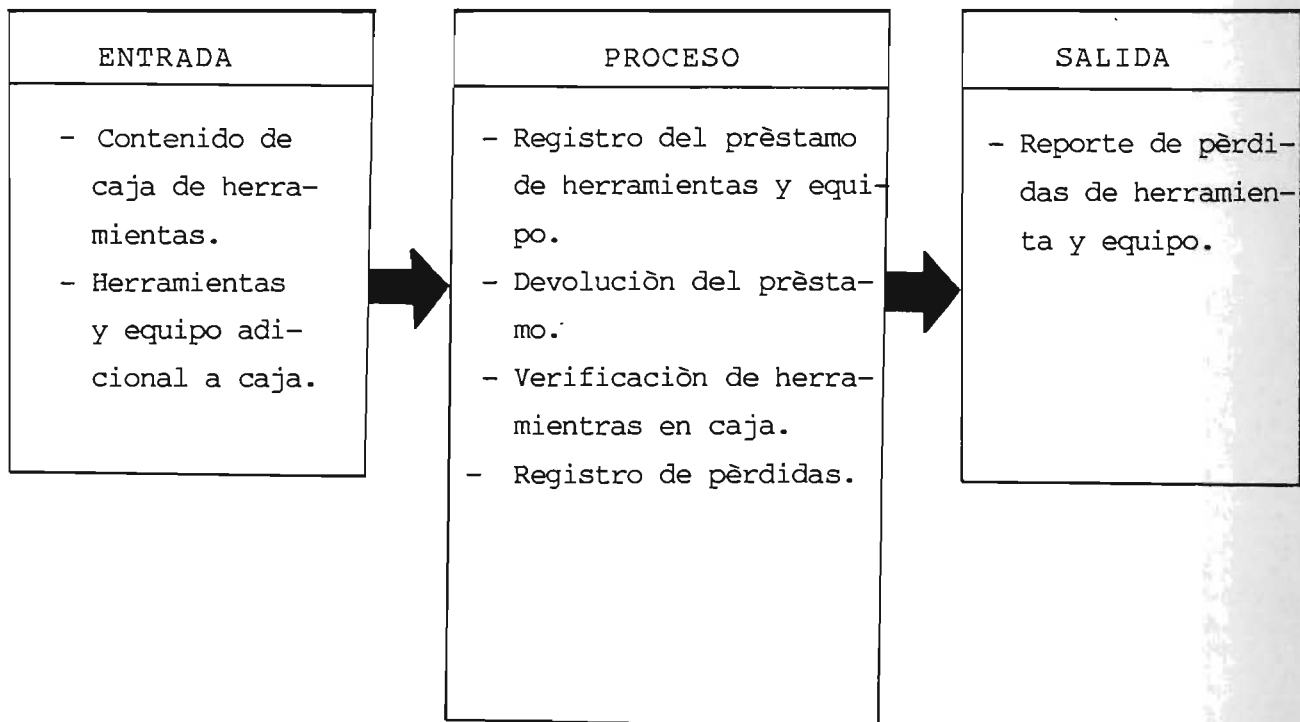 ENTRADA
- Contenido de
caja de herra-
mientas.
- Herramientas
y equipo adi-
cional a caja.
PROCESO
- Registro del prèstamo
de herramientas y equi-
po.
- Devoluciòn del prèsta-
mo.
- Verificaciòn de herra-
mientras en caja.
- Registro de pèrdidas.
SALIDA
- Reporte de pèrdi-
das de herramien-
ta y equipo.